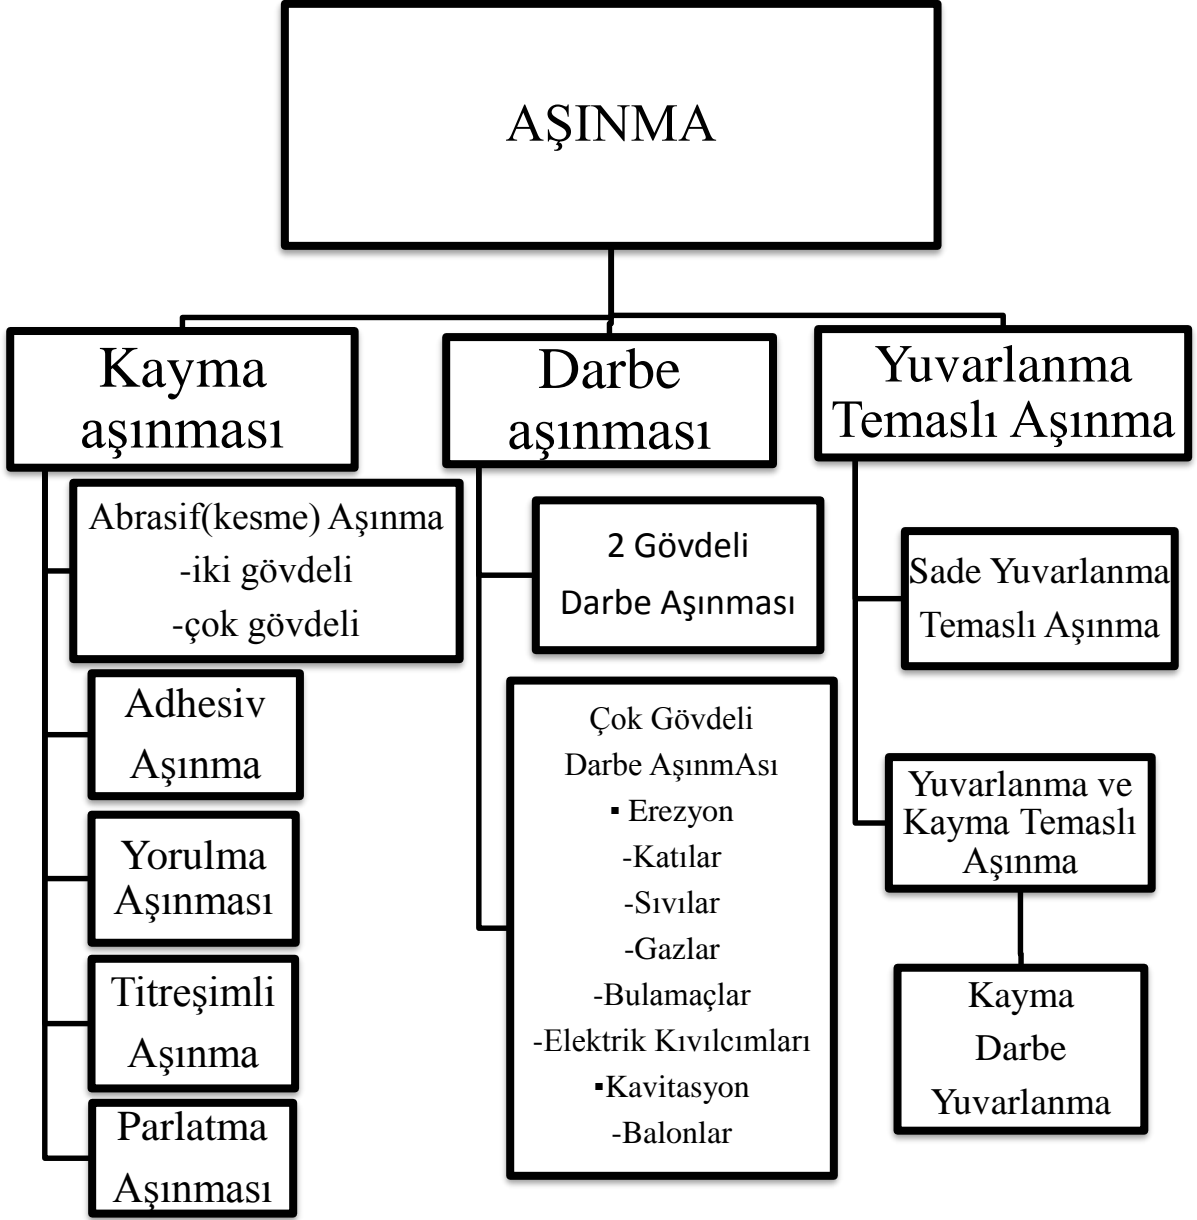 AŞINMA
Kayma
aşınması
Abrasif(kesme) Aşınma
-iki gövdeli
-çok gövdeli
Adhesiv
Aşınma
Yorulma
Aşınması
Titreşimli
Aşınma
Parlatma
Aşınması
Darbe
aşınması
2 Gövdeli
Darbe Aşınması
Çok Gövdeli
Darbe AşınmAsı
▪ Erezyon
-Katılar
-Sıvılar
-Gazlar
-Bulamaçlar
-Elektrik Kıvılcımları
▪Kavitasyon
-Balonlar
Yuvarlanma
Temaslı Aşınma
Sade Yuvarlanma
Temaslı Aşınma
Yuvarlanma ve
Kayma Temaslı
Aşınma
Kayma
Darbe
Yuvarlanma